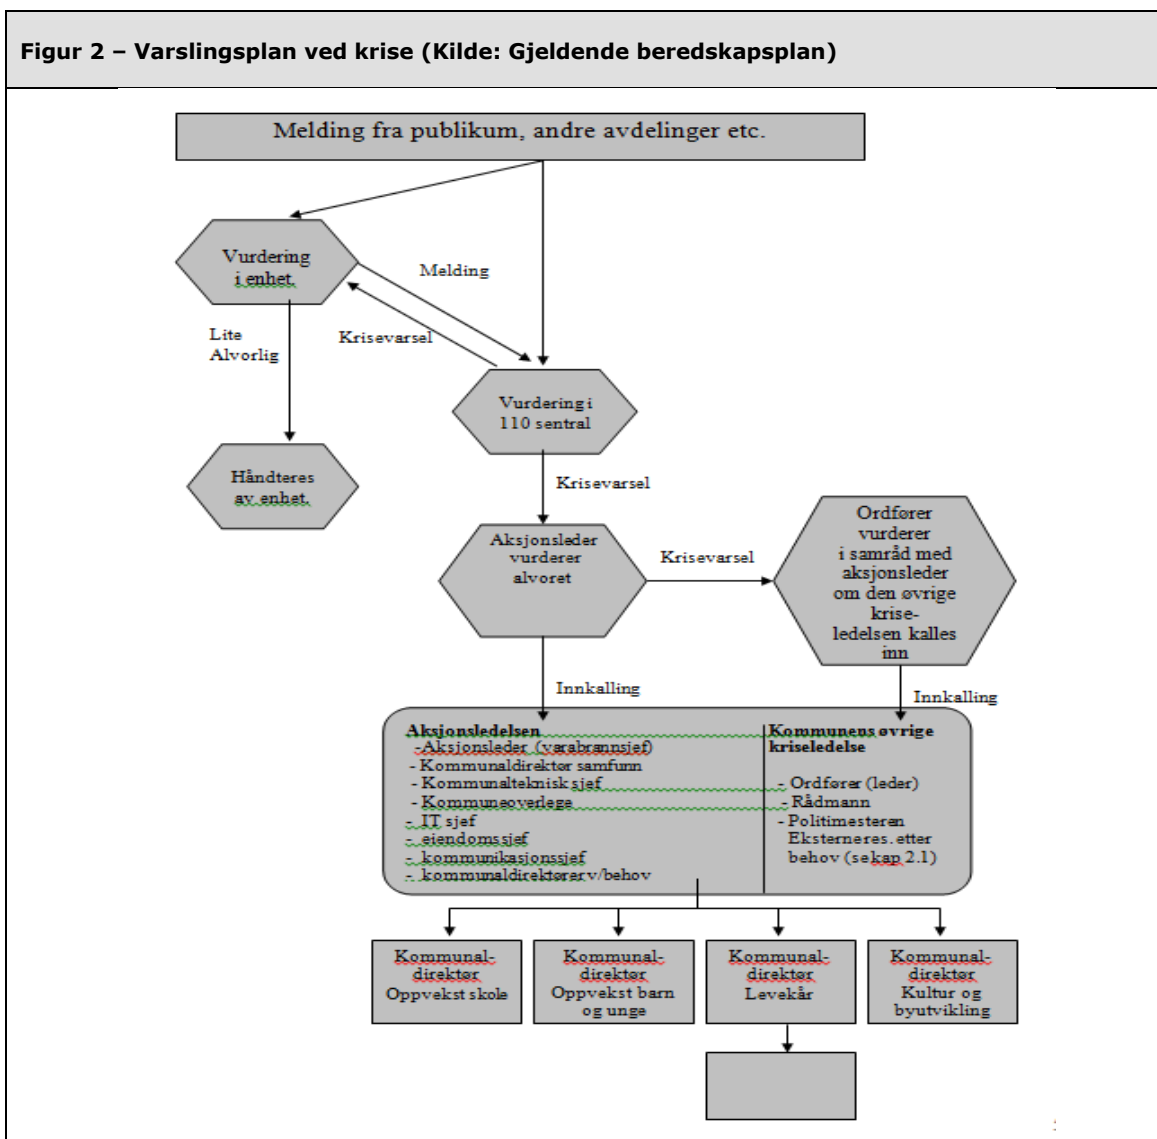 Figur 2 – Varslingsplan ved krise (Kilde: Gjeldende beredskapsplan)
Melding fra publikum, andre avdelinger etc.
Vurdering
i enhet.
Melding
Lite
Alvorlig
Krisevarsel
Vurdering i
110 sentral
Håndteres
av enhet.
Krisevarsel
Aksjonsleder
vurderer
alvoret
Krisevarsel
Ordfører
vurderer
i samråd med
aksjonsleder
om den øvrige
krise-
ledelsen kalles
inn
Innkalling
Innkalling
Aksjonsledelsen
-Aksjonsleder (varabrannsjef)
- Kommunaldirektør samfunn
- Kommunalteknisk sjef
- Kommuneoverlege
- IT sjef
- eiendomssjef
- kommunikasjonssjef
- kommunaldirektører v/behov
Kommunens øvrige
kriseledelse
- Ordfører (leder)
- Rådmann
- Politimesteren
Eksterneres. etter
behov (se kap 2.1)
Kommunal-
direktør
Oppvekst skole
Kommunal-
direktør
Oppvekst barn
og unge
Kommunal-
direktør
Levekår
Kommunal-
direktør
Kultur og
byutvikling